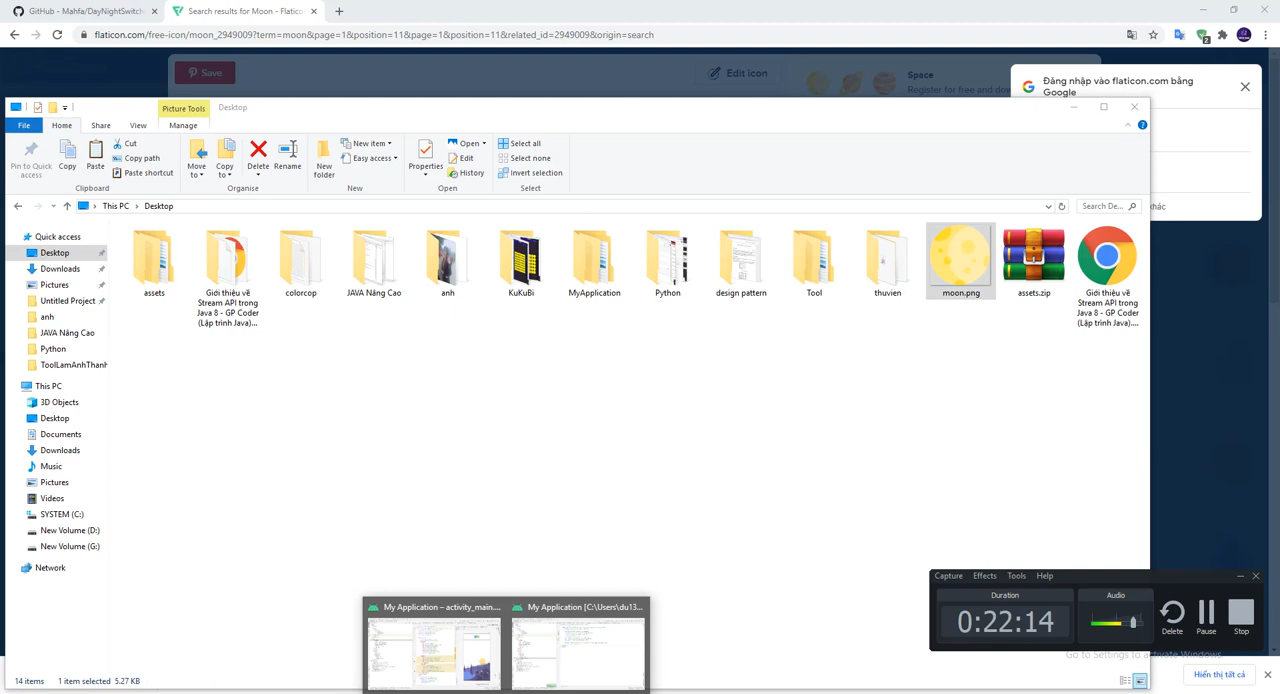 GitHub - Mahfa/DayNightSwitch
Search results for Moon - Flatico
flaticon.com/free-icon/moon_2949009?term=moon&page=1&page=1&position=11&page=1&position=11&related_id=2949009&origin=search
Save
Edit icon
Space
Register for free and dow
Đăng nhập vào flaticon.com bằng
Google
khác
Picture Tools
Desktop
File
Home
Share
View
Manage
Pin to Quick
access
Copy
Paste
Cut
Copy path
Paste shortcut
Clipboard
Move
to
Copy
to
Delete
Rename
Organise
New
folder
New item
Easy access
New
Properties
Open
Edit
History
Open
Select all
Select none
Invert selection
Select
This PC
Desktop
Search De...
Quick access
Desktop
Downloads
Pictures
Untitled Project
anh
JAVA Nâng Cao
Python
ToolLamAnhThanh
This PC
3D Objects
Desktop
Documents
Downloads
Music
Pictures
Videos
SYSTEM (C:)
New Volume (D:)
New Volume (G:)
Network
assets
Giới thiệu về
Stream API trong
Java 8 - GP Coder
(Lập trình Java)...
colorcop
JAVA Nâng Cao
anh
KuKuBi
MyApplication
Python
design pattern
Tool
thuvien
moon.png
assets.zip
Giới thiệu về
Stream API trong
Java 8 - GP Coder
(Lập trình Java)....
My Application – activity_main....
My Application [C:\Users\du13...
Capture
Effects
Tools
Help
Duration
0:22:14
Audio
Delete
Pause
Stop
Go to Settings to activate Windows.
Hiển thị tất cả
14 items
1 item selected 5.27 KB